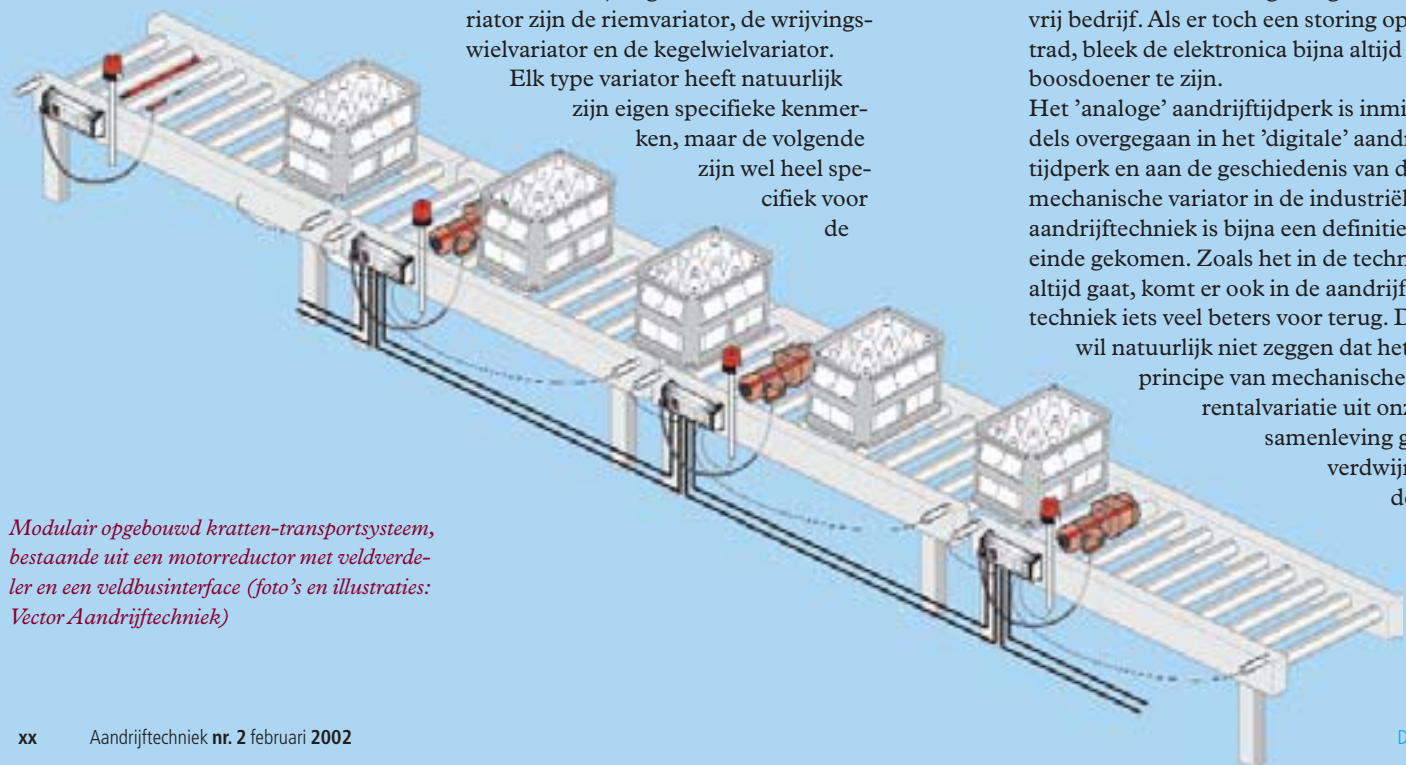 riator zijn de riemvariator, de wrijvings-
wielvariator en de kegelwielvariator.
Elk type variator heeft natuurlijk
zijn eigen specifieke kenmer-
ken, maar de volgende
zijn wel heel spe-
cifiek voor
de
vrij bedrijf. Als er toch een storing op
trad, bleek de elektronica bijna altijd
boosdoener te zijn.
Het ’analoge’ aandrijftijdperk is inmi
dels overgegaan in het ’digitale’ aand
tijdperk en aan de geschiedenis van d
mechanische variator in de industriël
aandrijftechniek is bijna een definitie
einde gekomen. Zoals het in de techn
altijd gaat, komt er ook in de aandrijf
techniek iets veel beters voor terug. D
wil natuurlijk niet zeggen dat het
principe van mechanische
rentalvariatie uit onz
samenleving g
verdwijn
de
Modulair opgebouwd kratten-transportsysteem,
bestaande uit een motorreductor met veldverde-
ler en een veldbusinterface (foto’s en illustraties:
Vector Aandrijftechniek)
xx Aandrijftechniek nr. 2 februari 2002
D